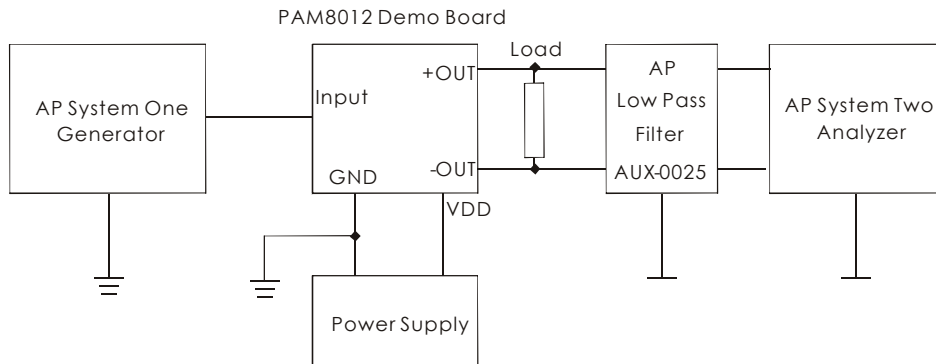 PAM8012 Demo Board
AP System One
Generator
Input
+OUT
-OUT
GND
VDD
Load
AP
Low Pass
Filter
AUX-0025
AP System Two
Analyzer
Power Supply